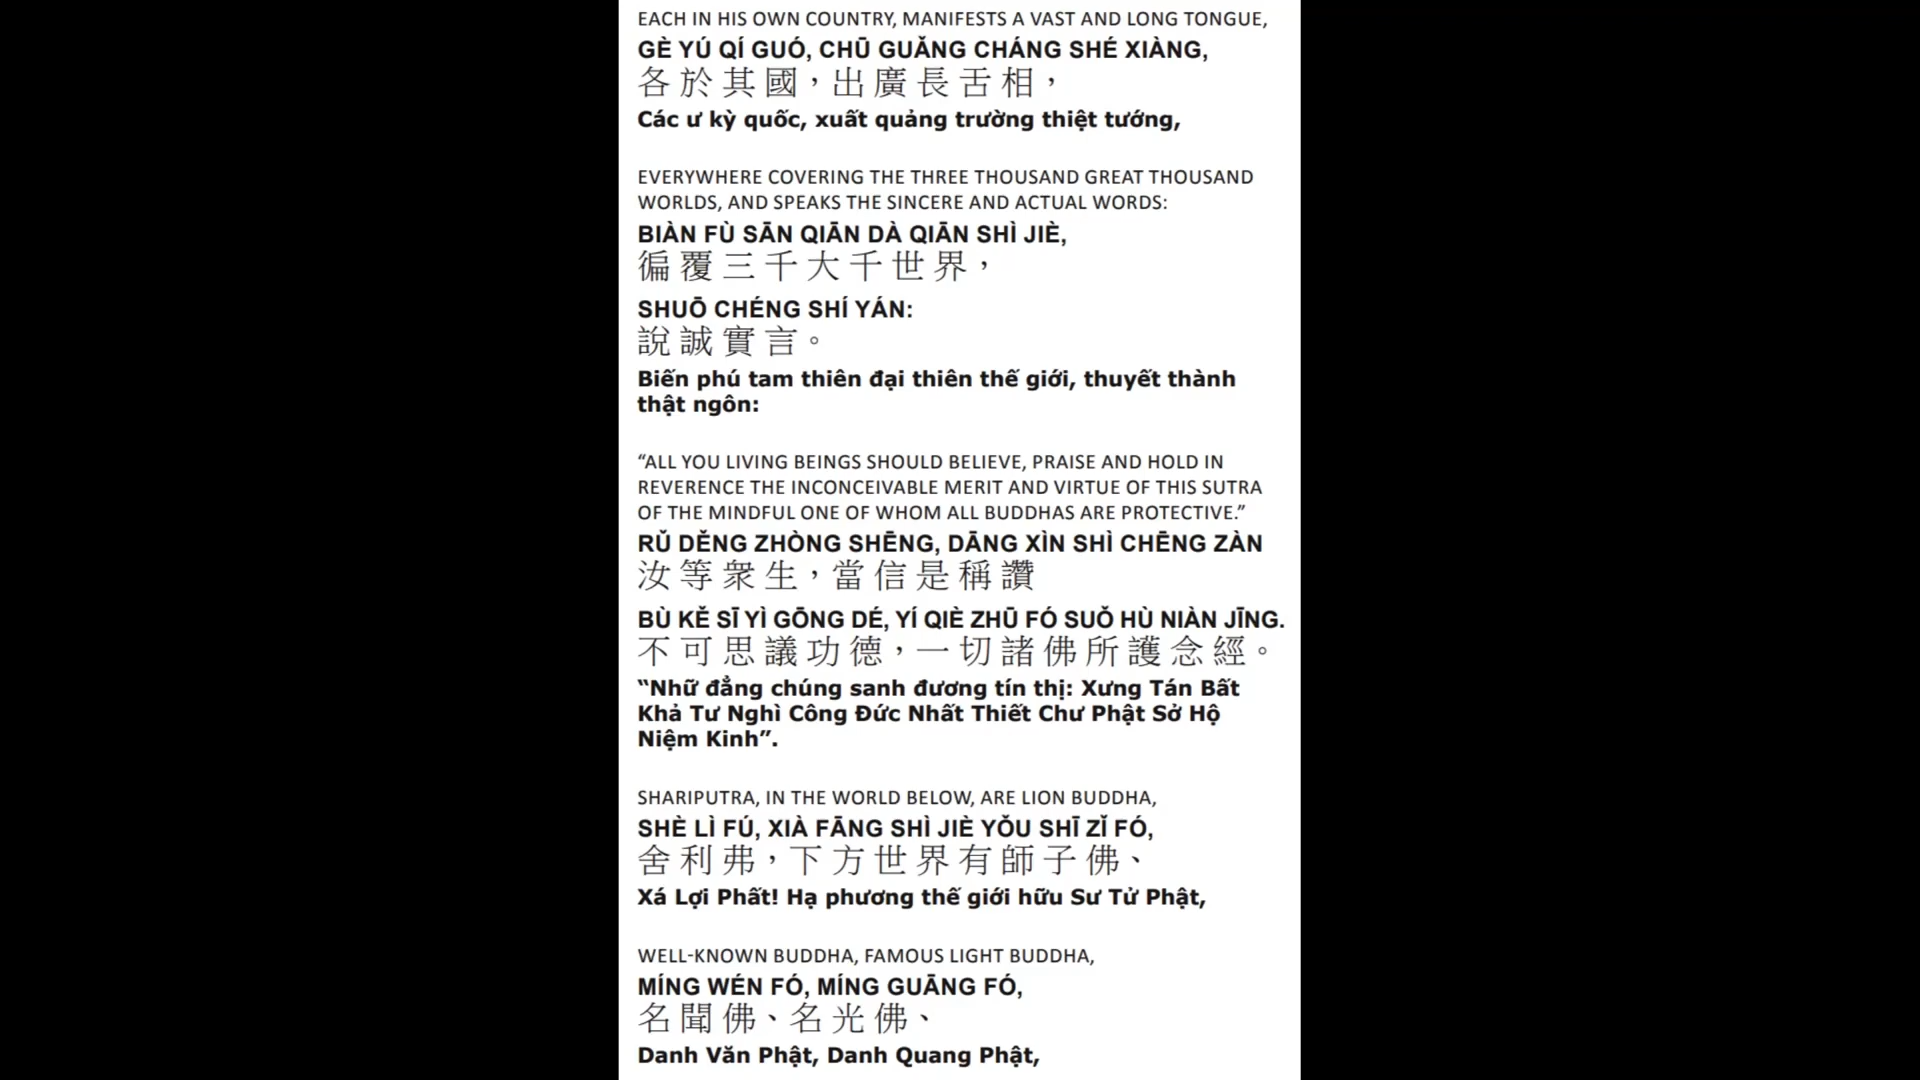 EACH IN HIS OWN COUNTRY, MANIFESTS A VAST AND LONG TONGUE,
GÈ YÚ QÍ GUÓ, CHŪ GUǍNG CHÁNG SHÉ XIÀNG,
各於其國，出廣長舌相，
Các ư kỳ quốc, xuất quảng trường thiệt tướng,
EVERYWHERE COVERING THE THREE THOUSAND GREAT THOUSAND
WORLDS, AND SPEAKS THE SINCERE AND ACTUAL WORDS:
BIÀN FÙ SĀN QIĀN DÀ QIĀN SHÌ JIÈ,
徧覆三千大千世界，
SHUŌ CHÉNG SHÍ YÁN:
說誠實言。
Biến phú tam thiên đại thiên thế giới, thuyết thành
thật ngôn:
“ALL YOU LIVING BEINGS SHOULD BELIEVE, PRAISE AND HOLD IN
REVERENCE THE INCONCEIVABLE MERIT AND VIRTUE OF THIS SUTRA
OF THE MINDFUL ONE OF WHOM ALL BUDDHAS ARE PROTECTIVE.”
RǓ DĚNG ZHÒNG SHĒNG, DĀNG XÌN SHÌ CHĒNG ZÀN
汝等衆生，當信是稱讚
BÙ KĚ SĪ YÌ GŌNG DÉ, YÍ QIÈ ZHŪ FÓ SUǑ HÙ NIÀN JĪNG.
不可思議功德，一切諸佛所護念經。
“Nhữ đẳng chúng sanh đương tín thị: Xưng Tán Bất
Khả Tư Nghì Công Đức Nhất Thiết Chư Phật Sở Hộ
Niệm Kinh”.
SHARIPUTRA, IN THE WORLD BELOW, ARE LION BUDDHA,
SHÈ LÌ FÚ, XIÀ FĀNG SHÌ JIÈ YǑU SHĪ ZǏ FÓ,
舍利弗，下方世界有師子佛、
Xá Lợi Phất! Hạ phương thế giới hữu Sư Tử Phật,
WELL-KNOWN BUDDHA, FAMOUS LIGHT BUDDHA,
MÍNG WÉN FÓ, MÍNG GUĀNG FÓ,
名聞佛、名光佛、
Danh Văn Phật, Danh Quang Phật,